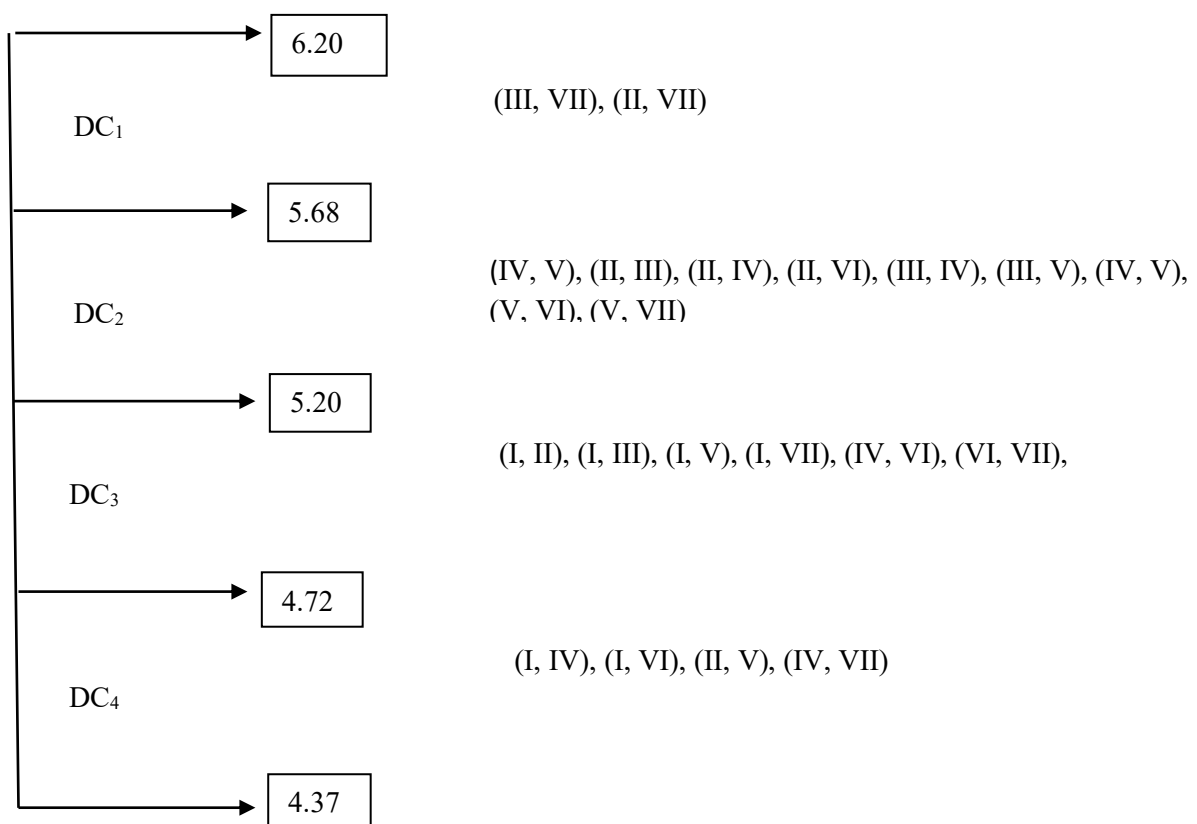 6.20
(III, VII), (II, VII)
DC₁
5.68
(IV, V), (II, III), (II, IV), (II, VI), (III, IV), (III, V), (IV, V),
(V, VI), (V, VII)
DC₂
5.20
(I, II), (I, III), (I, V), (I, VII), (IV, VI), (VI, VII),
DC₃
4.72
(I, IV), (I, VI), (II, V), (IV, VII)
DC₄
4.37